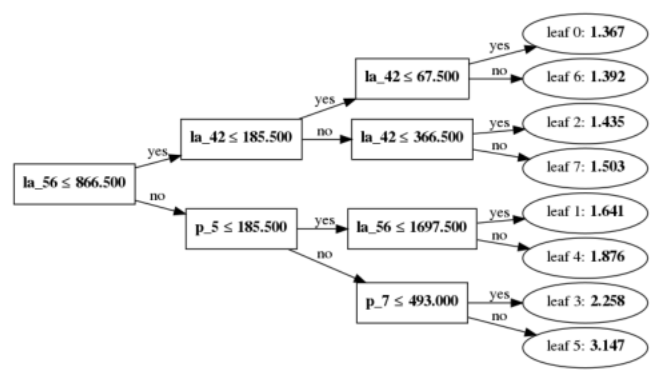 leaf 0: 1.367
yes
la_42 ≤ 67.500
no
leaf 6: 1.392
yes
leaf 2: 1.435
yes
la_42 ≤ 185.500
no
la_42 ≤ 366.500
no
yes
leaf 7: 1.503
la_56 ≤ 866.500
no
leaf 1: 1.641
yes
p_5 ≤ 185.500
yes
la_56 ≤ 1697.500
no
leaf 4: 1.876
no
yes
leaf 3: 2.258
p_7 ≤ 493.000
no
leaf 5: 3.147